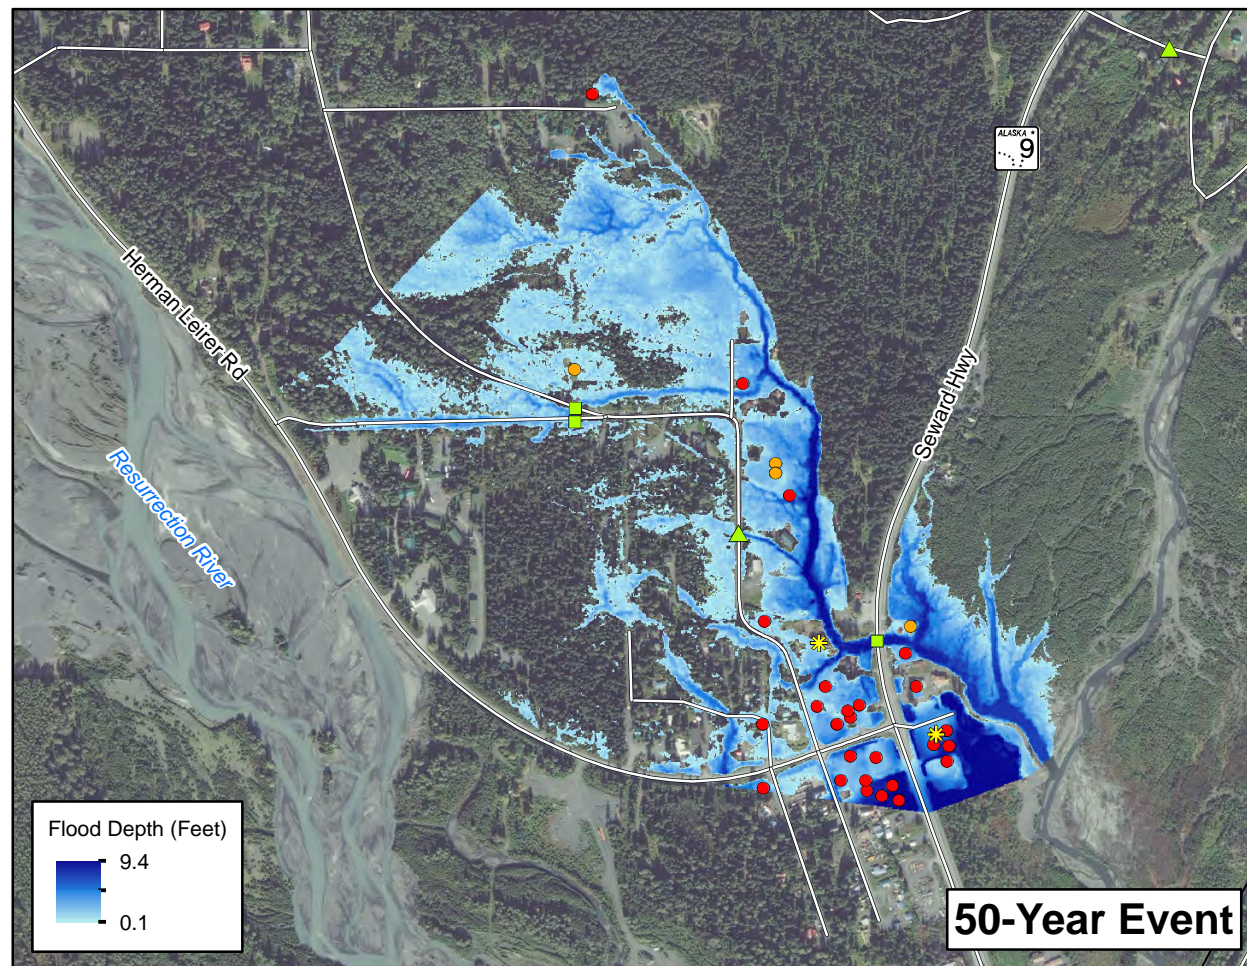 ALASKA
9
Herman Leirer Rd
Seward Hwy
Resurrection River
Flood Depth (Feet)
9.4
0.1
50-Year Event